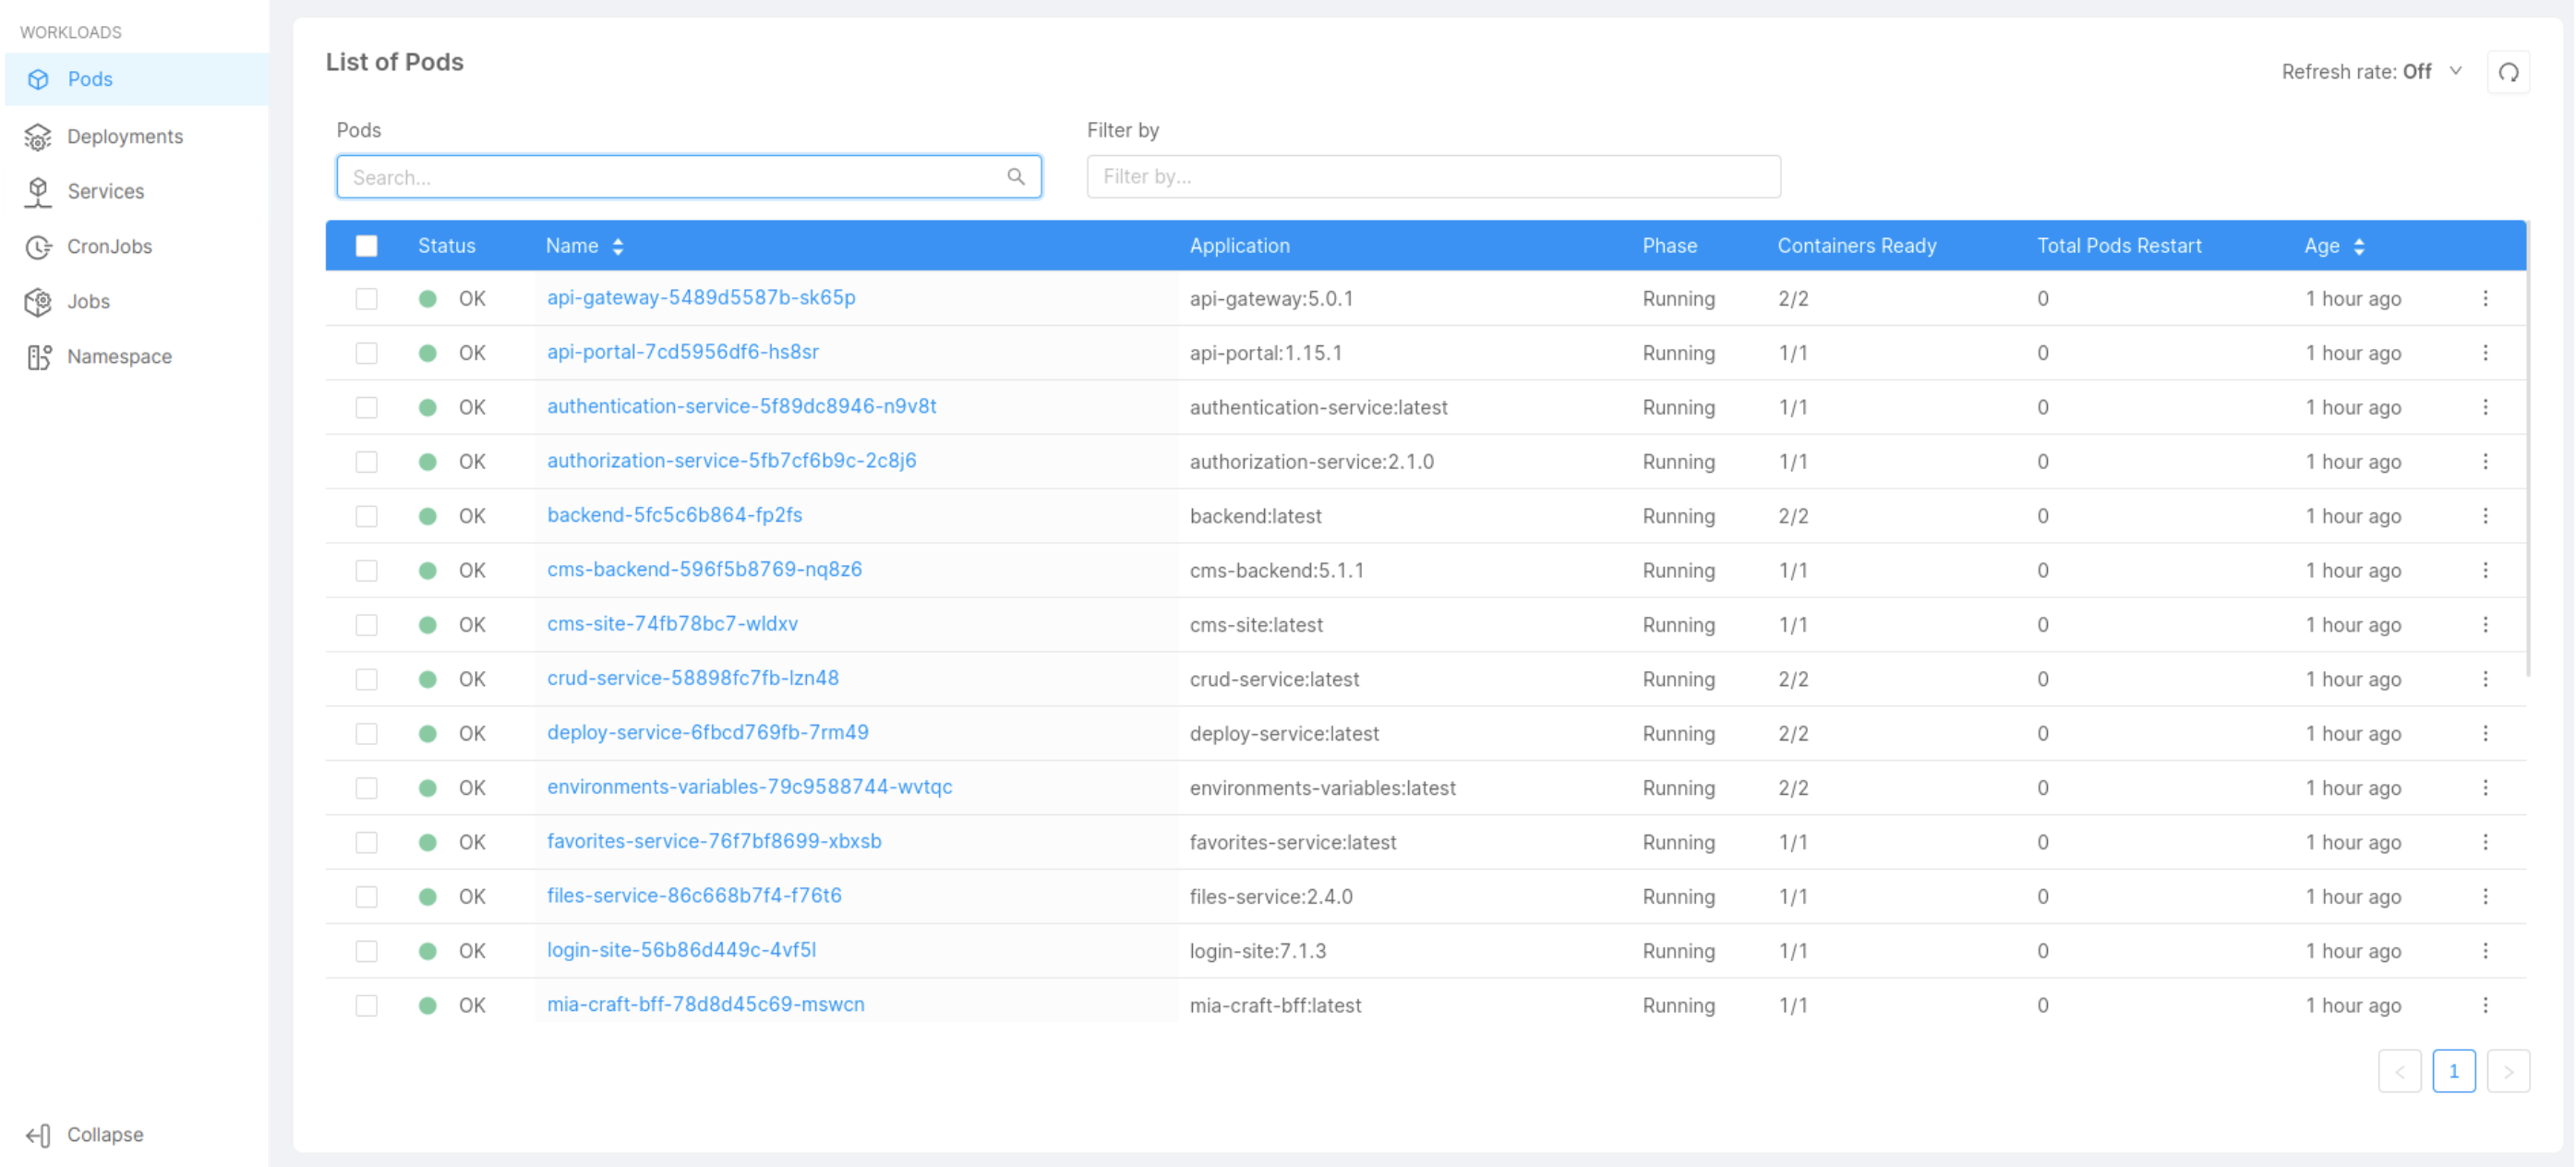 WORKLOADS
Pods
Deployments
Services
CronJobs
Jobs
Namespace
Collapse
List of Pods
Refresh rate: Off
Pods
Filter by
Search...
Filter by...
Status Name Application Phase Containers Ready Total Pods Restart Age
OK api-gateway-5489d5587b-sk65p api-gateway:5.0.1 Running 2/2 0 1 hour ago
OK api-portal-7cd5956df6-hs8sr api-portal:1.15.1 Running 1/1 0 1 hour ago
OK authentication-service-5f89dc8946-n9v8t authentication-service:latest Running 1/1 0 1 hour ago
OK authorization-service-5fb7cf6b9c-2c8j6 authorization-service:2.1.0 Running 1/1 0 1 hour ago
OK backend-5fc5c6b864-fp2fs backend:latest Running 2/2 0 1 hour ago
OK cms-backend-596f5b8769-nq8z6 cms-backend:5.1.1 Running 1/1 0 1 hour ago
OK cms-site-74fb78bc7-wldxv cms-site:latest Running 1/1 0 1 hour ago
OK crud-service-58898fc7fb-lzn48 crud-service:latest Running 2/2 0 1 hour ago
OK deploy-service-6fbcd769fb-7rm49 deploy-service:latest Running 2/2 0 1 hour ago
OK environments-variables-79c9588744-wvtqc environments-variables:latest Running 2/2 0 1 hour ago
OK favorites-service-76f7bf8699-xbxsb favorites-service:latest Running 1/1 0 1 hour ago
OK files-service-86c668b7f4-f76t6 files-service:2.4.0 Running 1/1 0 1 hour ago
OK login-site-56b86d449c-4vf5l login-site:7.1.3 Running 1/1 0 1 hour ago
OK mia-craft-bff-78d8d45c69-mswcn mia-craft-bff:latest Running 1/1 0 1 hour ago
1